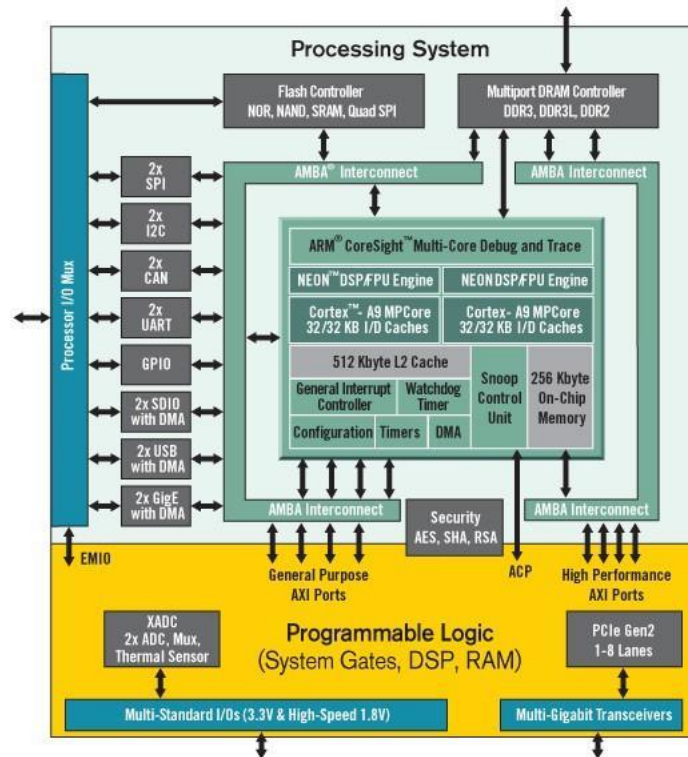 Processing System
Flash Controller
NOR, NAND, SRAM, Quad SPI
Multiport DRAM Controller
DDR3, DDR3L, DDR2
Processor I/O Mux
2x
SPI
2x
I2C
2x
CAN
2x
UART
GPIO
2x SDIO
with DMA
2x USB
with DMA
2x GigE
with DMA
AMBA® Interconnect
AMBA Interconnect
ARM® CoreSight™ Multi-Core Debug and Trace
NEON™ DSP/FPU Engine
NEON DSP/FPU Engine
Cortex™- A9 MPCore
32/32 KB I/D Caches
Cortex- A9 MPCore
32/32 KB I/D Caches
512 Kbyte L2 Cache
General Interrupt
Controller
Watchdog
Timer
Configuration
Timers
DMA
Snoop
Control
Unit
256 Kbyte
On-Chip
Memory
AMBA Interconnect
Security
AES, SHA, RSA
AMBA Interconnect
EMIO
General Purpose
AXI Ports
ACP
High Performance
AXI Ports
XADC
2x ADC, Mux,
Thermal Sensor
Programmable Logic
(System Gates, DSP, RAM)
PCIe Gen2
1-8 Lanes
Multi-Standard I/Os (3.3V & High-Speed 1.8V)
Multi-Gigabit Transceivers